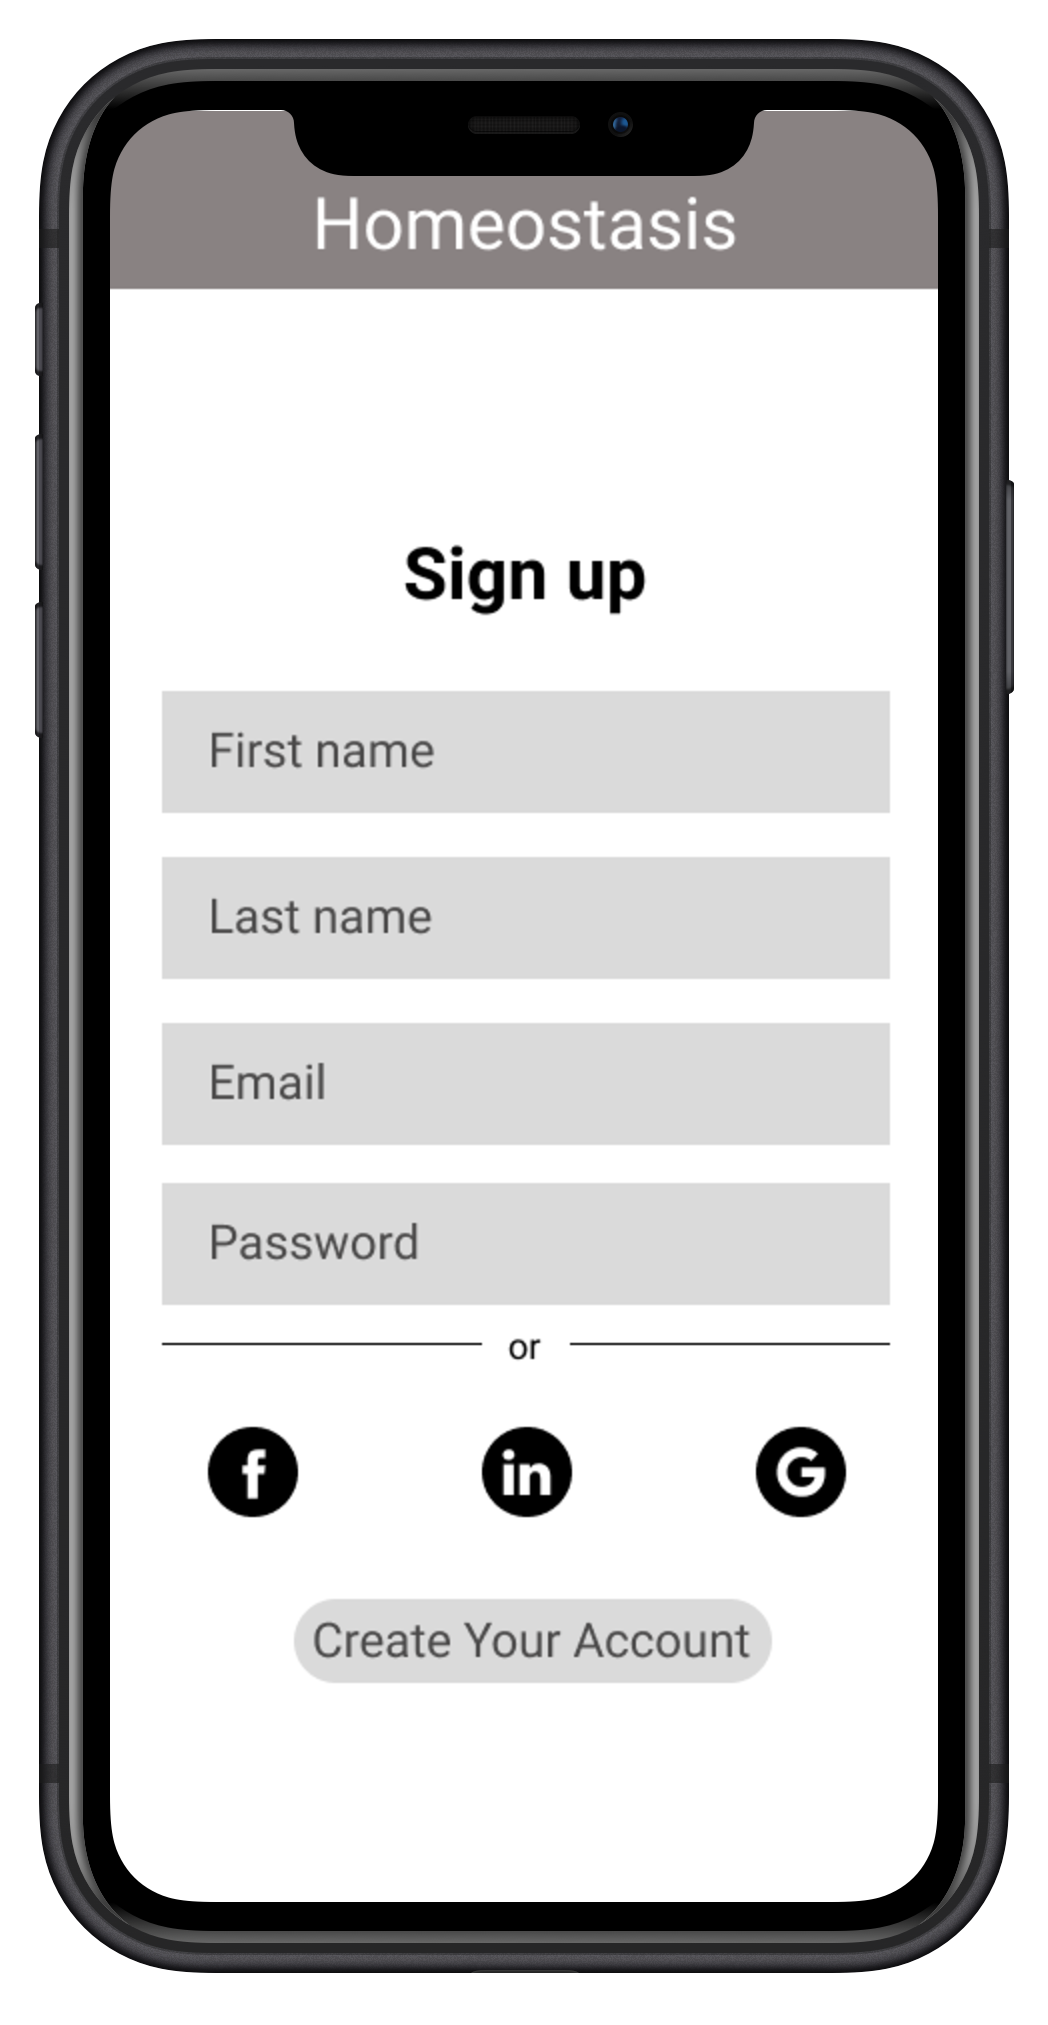 Homeostasis
Sign up
First name
Last name
Email
Password
or
f in G
Create Your Account